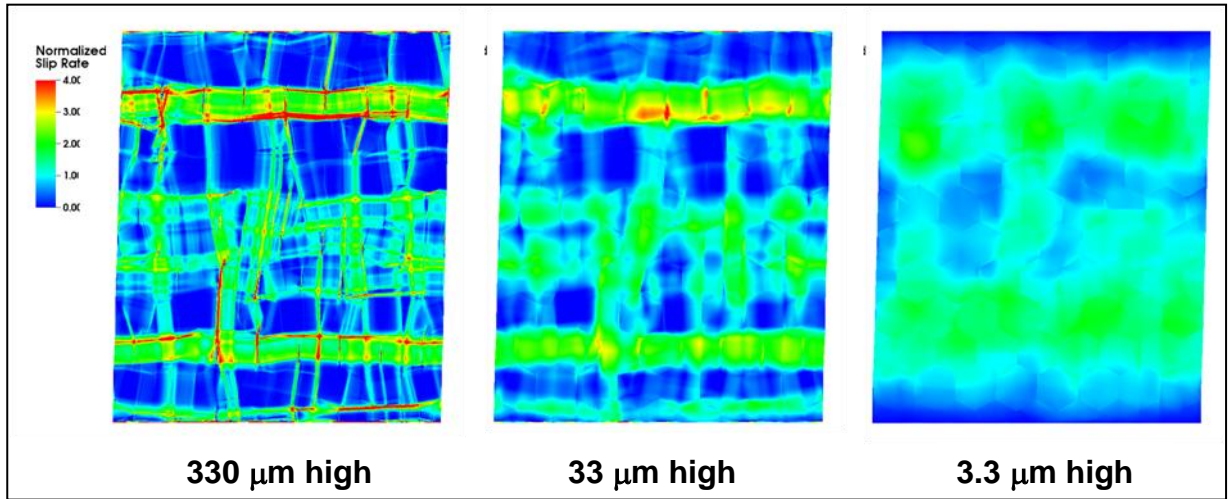 Normalized
Slip Rate
4.00
3.00
2.00
1.00
0.00
d
d
330 μm high
33 μm high
3.3 μm high